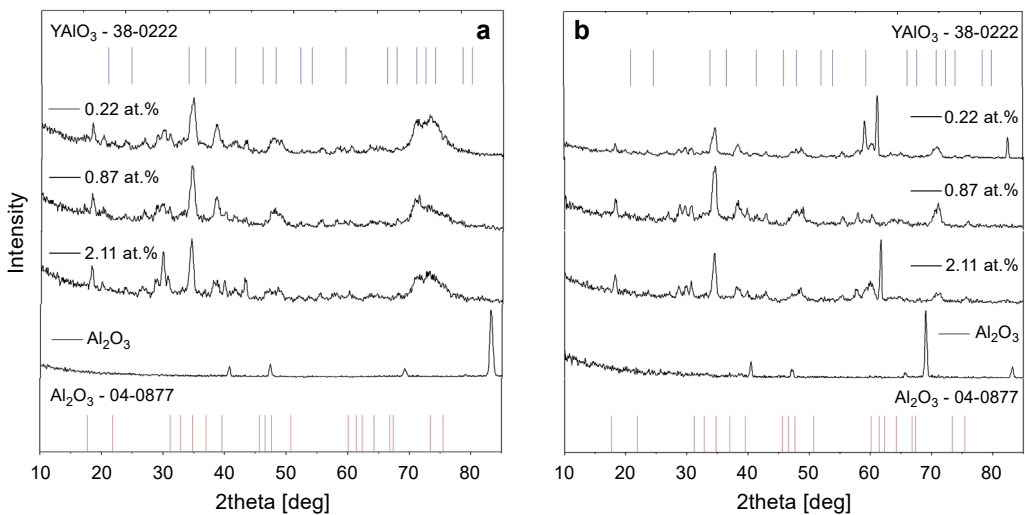 a
YAlO₃ - 38-0222
0.22 at.%
0.87 at.%
2.11 at.%
Al₂O₃
Al₂O₃ - 04-0877
Intensity
10 20 30 40 50 60 70 80
2theta [deg]
b
YAlO₃ - 38-0222
0.22 at.%
0.87 at.%
2.11 at.%
Al₂O₃
Al₂O₃ - 04-0877
10 20 30 40 50 60 70 80
2theta [deg]